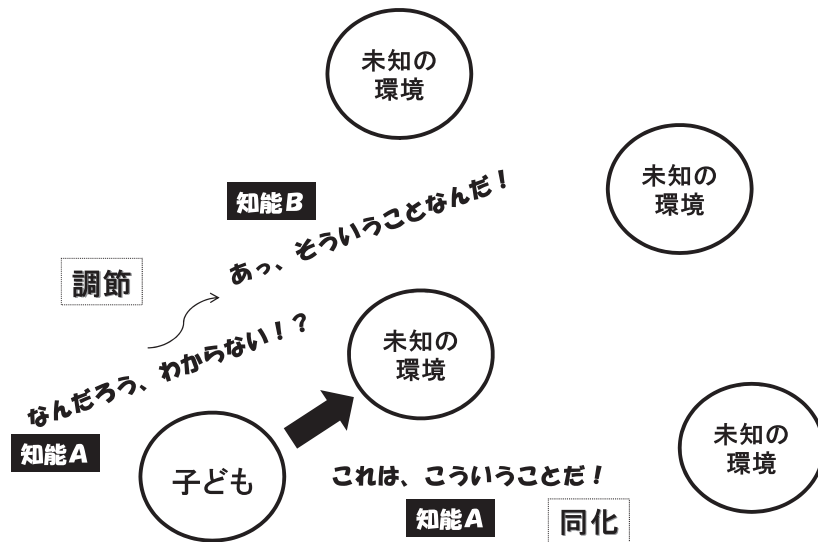 未知の
環境
未知の
環境
知能B
あっ、そういうことなんだ！
調節
なんだろう、わからない！？
未知の
環境
知能A
子ども
未知の
環境
これは、こういうことだ！
知能A
同化